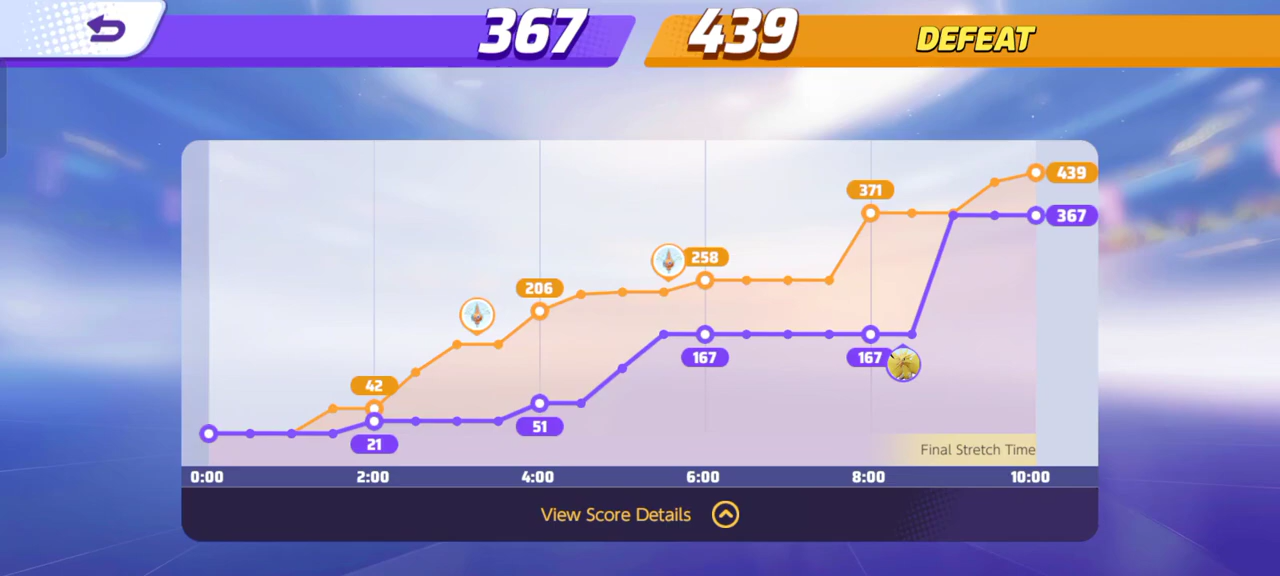 367 439 DEFEAT
439
371
367
258
206
167 167
42
51
21
Final Stretch Time
0:00 2:00 4:00 6:00 8:00 10:00
View Score Details